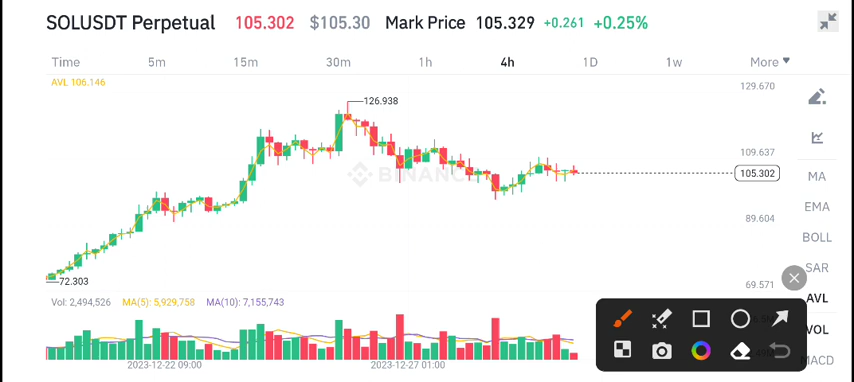 SOLUSDT Perpetual 105.302 $105.30 Mark Price 105.329 +0.261 +0.25%
Time 5m 15m 30m 1h 4h 1D 1w More
AVL 106.146
129.670
126.938
109.637
BINANC
105.302
89.604
72.303
69.571
MA
EMA
BOLL
SAR
AVL
VOL
MACD
Vol: 2,494,526 MA(5): 5,929,758 MA(10): 7,155,743
2023-12-22 09:00 2023-12-27 01:00